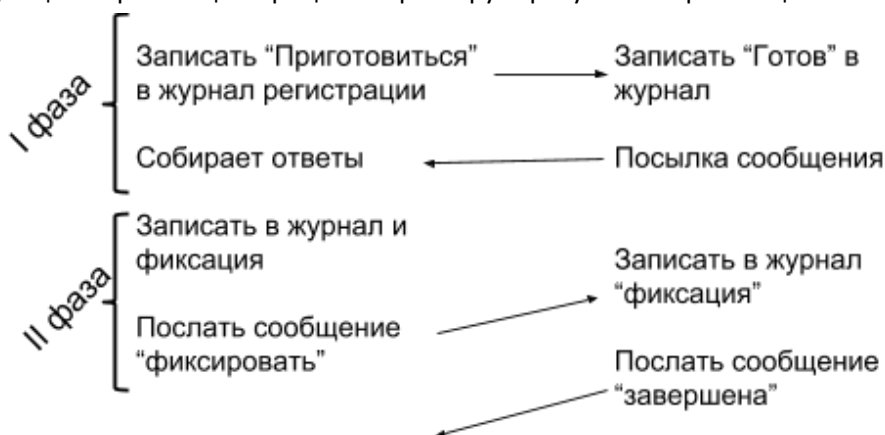 I фаза
Записать “Приготовиться”
в журнал регистрации
Записать “Готов” в
журнал
Собирает ответы
Посылка сообщения
II фаза
Записать в журнал и
фиксация
Записать в журнал
“фиксация”
Послать сообщение
“фиксировать”
Послать сообщение
“завершена”